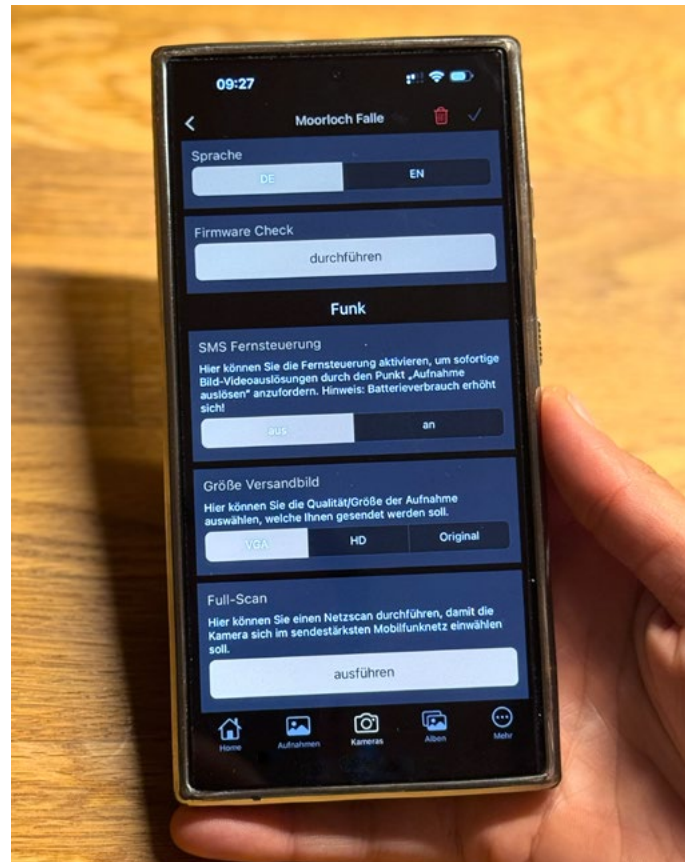 09:27
Moorloch Falle
Sprache
DE EN
Firmware Check
durchführen
Funk
SMS Fernsteuerung
Hier können Sie die Fernsteuerung aktivieren, um sofortige
Bild-Videoauslösungen durch den Punkt „Aufnahme
auslösen" anzufordern. Hinweis: Batterieverbrauch erhöht
sich!
aus an
Größe Versandbild
Hier können Sie die Qualität/Größe der Aufnahme
auswählen, welche Ihnen gesendet werden soll.
VGA HD Original
Full-Scan
Hier können Sie einen Netzscan durchführen, damit die
Kamera sich im sendestärksten Mobilfunknetz einwählen
soll.
ausführen
Home Aufnahmen Kameras Alben Mehr